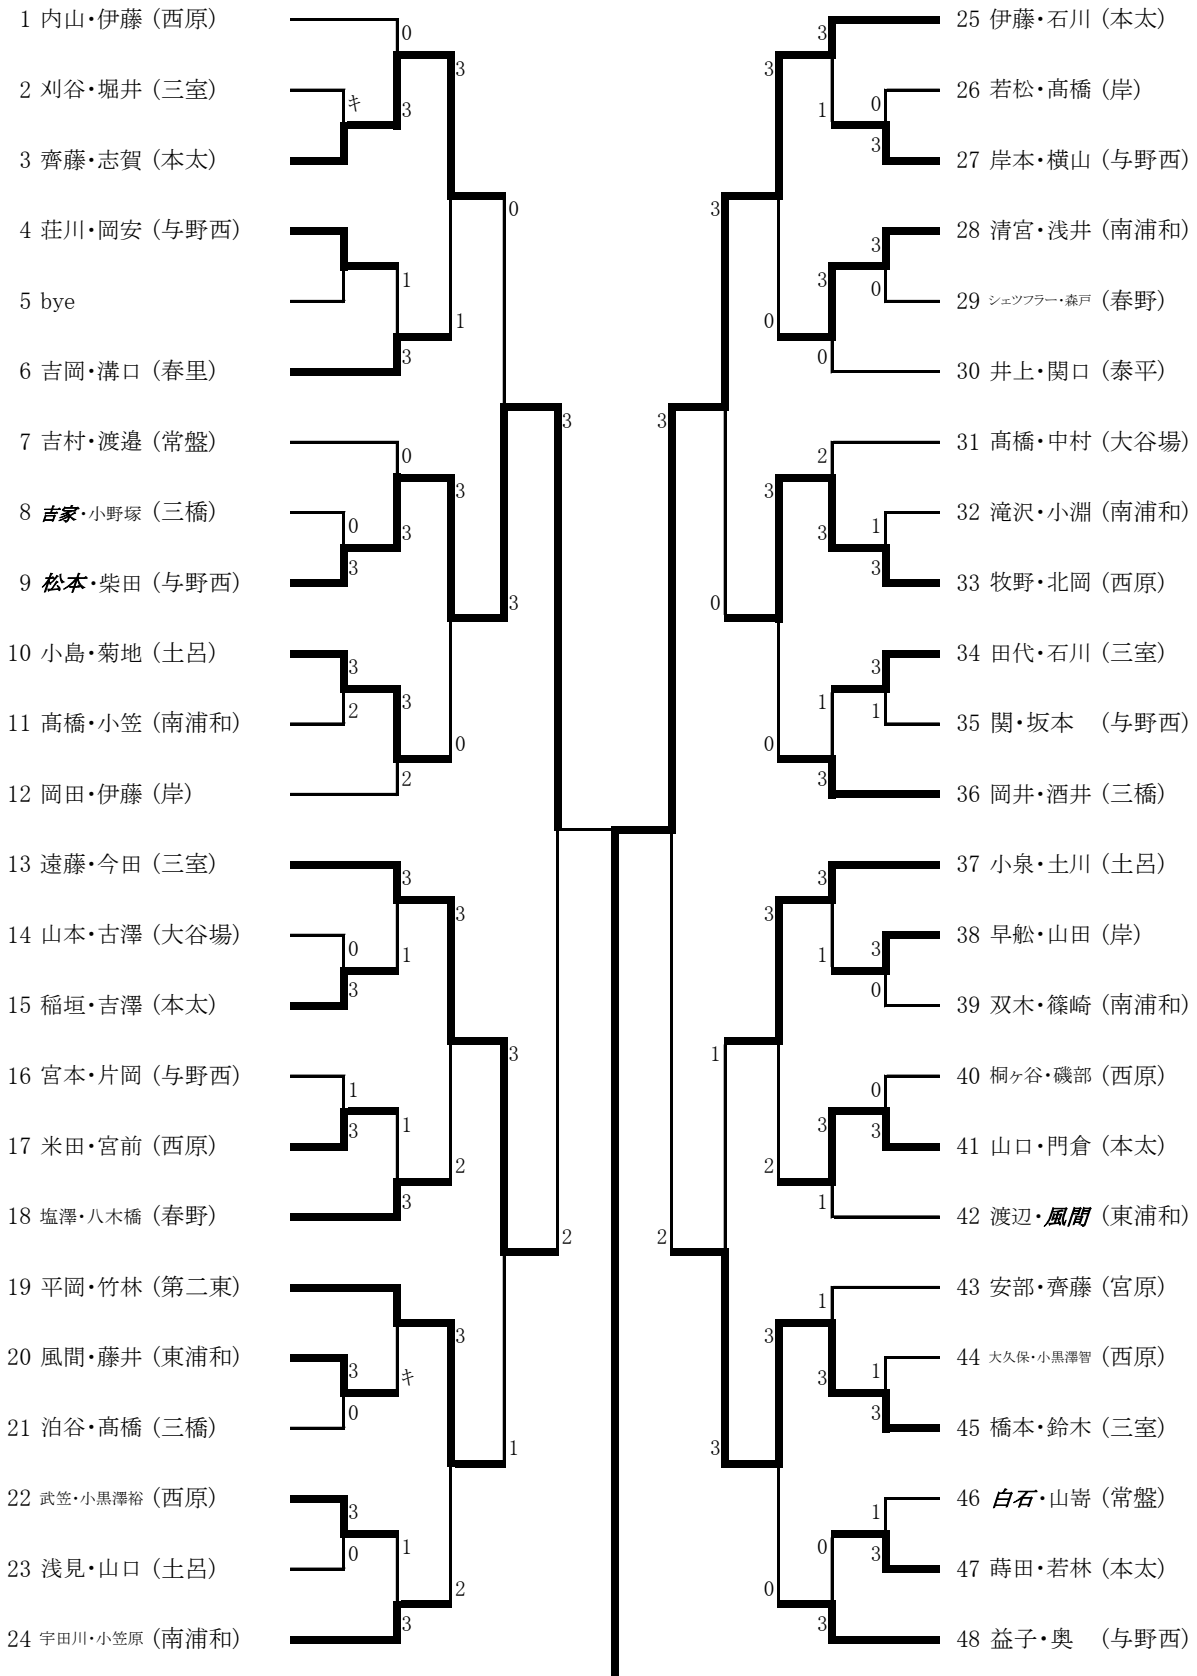 1 内山・伊藤 (西原)
0
3
2 刈谷・堀井 (三室)
キ
3
3 齊藤・志賀 (本太)
0
4 荘川・岡安 (与野西)
1
5 bye
1
3
6 吉岡・溝口 (春里)
3
7 吉村・渡邉 (常盤)
0
3
8 吉家・小野塚 (三橋)
0
3
3
9 松本・柴田 (与野西)
3
10 小島・菊地 (土呂)
3
3
2
11 髙橋・小笠 (南浦和)
0
2
12 岡田・伊藤 (岸)
13 遠藤・今田 (三室)
3
3
14 山本・古澤 (大谷場)
0
1
3
15 稲垣・吉澤 (本太)
3
16 宮本・片岡 (与野西)
1
3
1
17 米田・宮前 (西原)
2
3
18 塩澤・八木橋 (春野)
2
19 平岡・竹林 (第二東)
3
20 風間・藤井 (東浦和)
3
キ
0
21 泊谷・髙橋 (三橋)
1
22 武笠・小黒澤裕 (西原)
3
1
0
23 浅見・山口 (土呂)
2
3
24 宇田川・小笠原 (南浦和)
25 伊藤・石川 (本太)
3
3
26 若松・髙橋 (岸)
0
1
3
27 岸本・横山 (与野西)
3
28 清宮・浅井 (南浦和)
3
3
0
29 シェツフラー・森戸 (春野)
0
0
30 井上・関口 (泰平)
3
31 髙橋・中村 (大谷場)
2
3
32 滝沢・小淵 (南浦和)
1
3
3
33 牧野・北岡 (西原)
0
34 田代・石川 (三室)
3
1
1
35 関・坂本 (与野西)
0
3
36 岡井・酒井 (三橋)
37 小泉・土川 (土呂)
3
3
38 早舩・山田 (岸)
3
1
0
39 双木・篠崎 (南浦和)
1
40 桐ヶ谷・磯部 (西原)
0
3
3
41 山口・門倉 (本太)
2
1
42 渡辺・風間 (東浦和)
2
43 安部・齊藤 (宮原)
1
3
44 大久保・小黒澤智 (西原)
1
3
3
45 橋本・鈴木 (三室)
3
46 白石・山嵜 (常盤)
1
0
3
47 蒔田・若林 (本太)
0
3
48 益子・奥 (与野西)